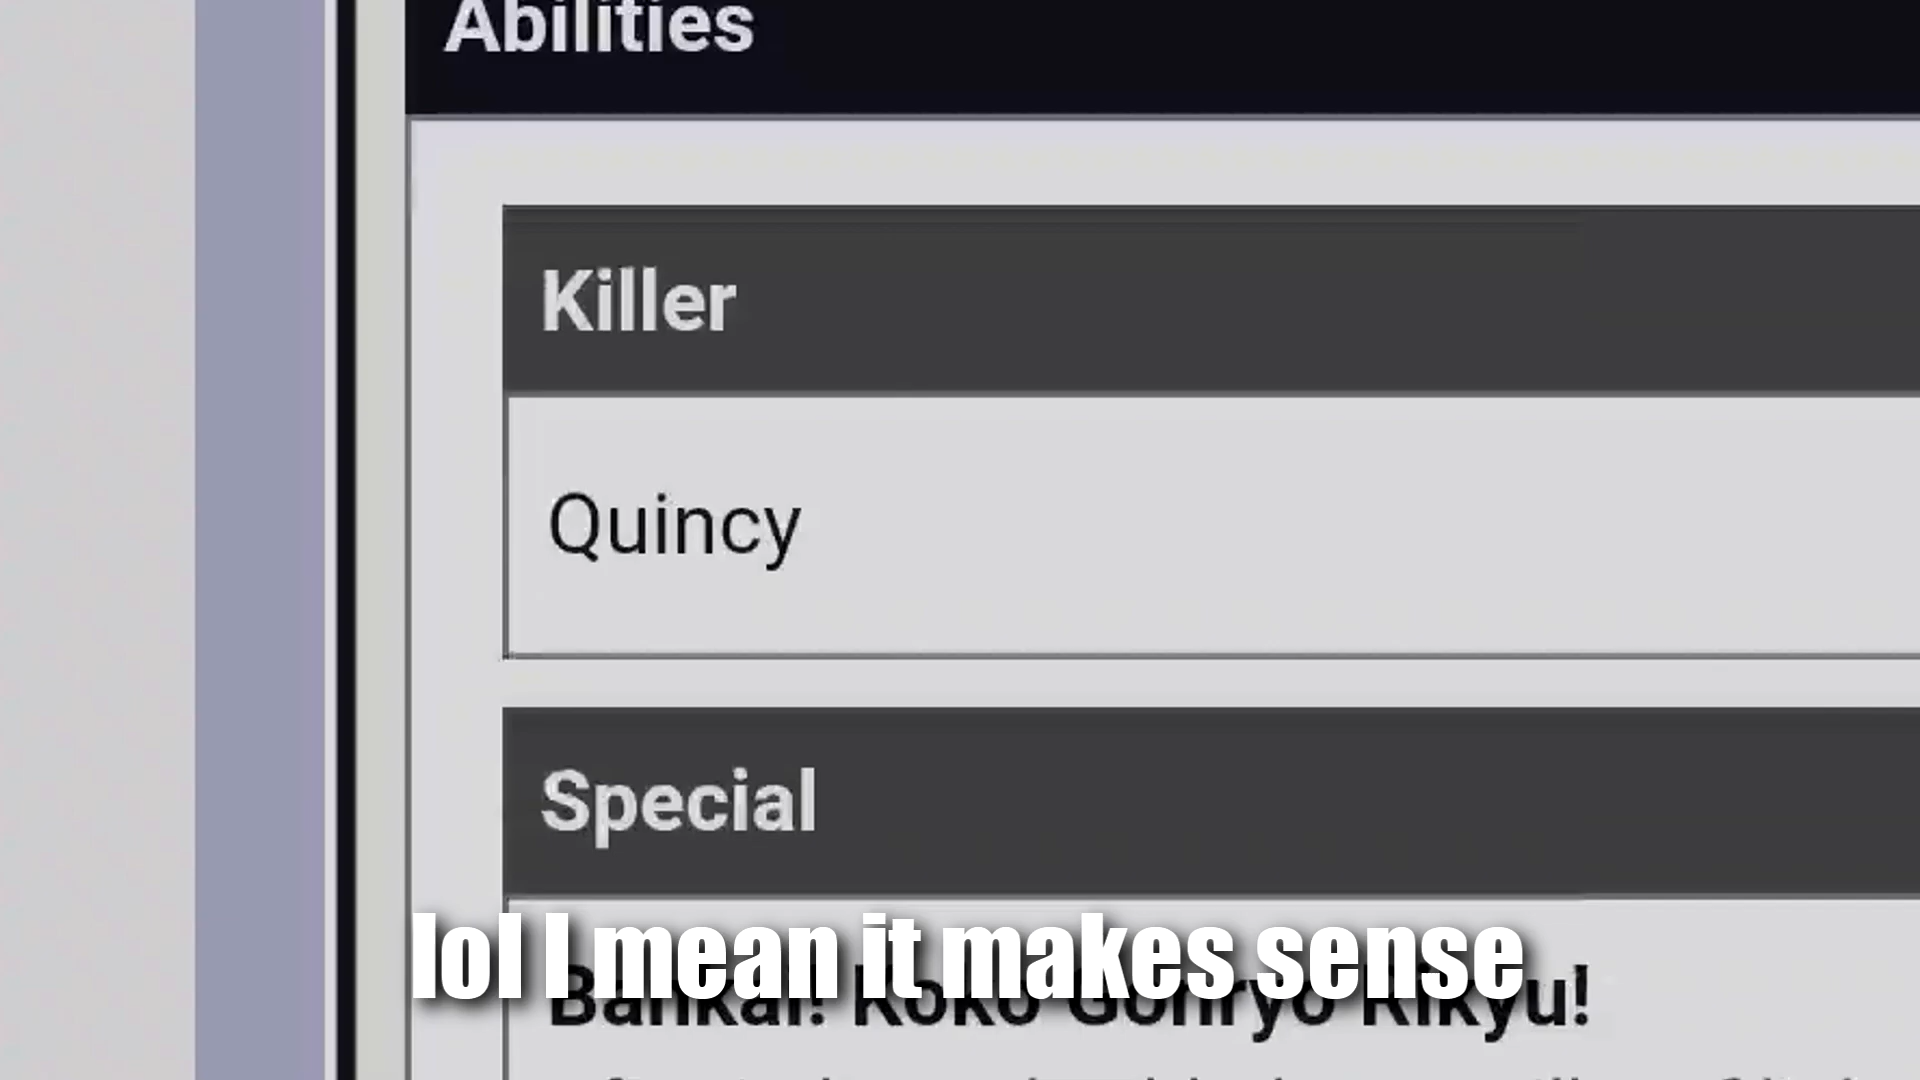 Abilities
Killer
Quincy
Special
lol I mean it makes sense
Bankai! Koko Gonryo Rikyu!